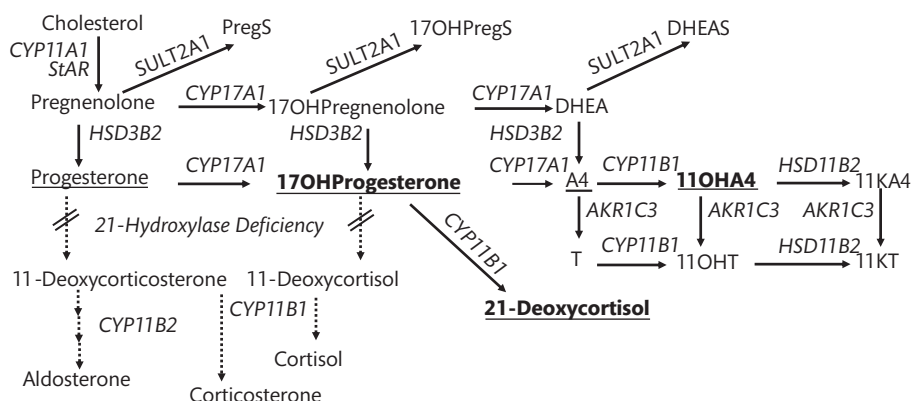 Cholesterol PregS 17OHPregS DHEAS
CYP11A1 SULT2A1 SULT2A1 SULT2A1
StAR
Pregnenolone CYP17A1 17OHPregnenolone CYP17A1 DHEA
HSD3B2 HSD3B2 HSD3B2
Progesterone CYP17A1 17OHProgesterone CYP17A1 A4 CYP11B1 11OHA4 HSD11B2 11KA4
21-Hydroxylase Deficiency CYP11B1 AKR1C3 AKR1C3 AKR1C3
T CYP11B1 11OHT HSD11B2 11KT
11-Deoxycorticosterone 11-Deoxycortisol
CYP11B2 CYP11B1 21-Deoxycortisol
Cortisol
Aldosterone
Corticosterone